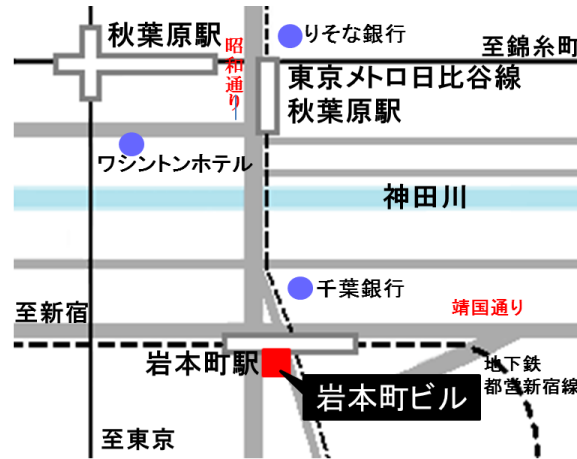 秋葉原駅
昭和通り
りそな銀行
至錦糸町
東京メトロ日比谷線
秋葉原駅
ワシントンホテル
神田川
千葉銀行
至新宿
靖国通り
岩本町駅
地下鉄
都営新宿線
岩本町ビル
至東京